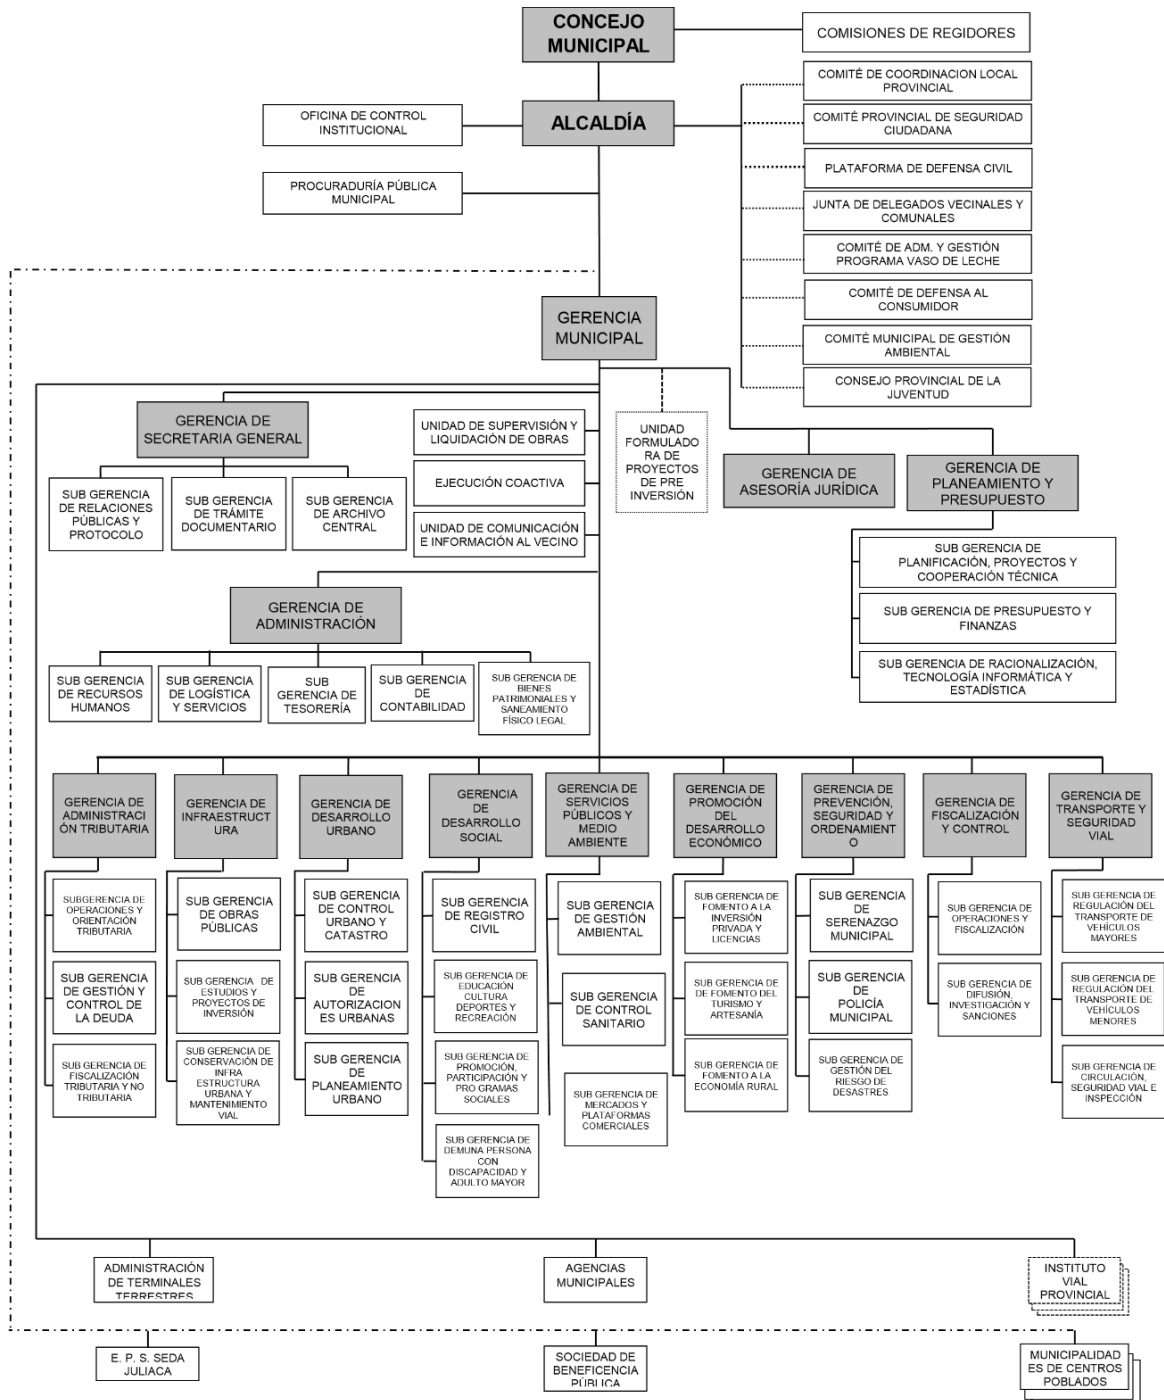 CONCEJO
MUNICIPAL
COMISIONES DE REGIDORES
COMITÉ DE COORDINACION LOCAL
PROVINCIAL
OFICINA DE CONTROL
INSTITUCIONAL
ALCALDÍA
COMITÉ PROVINCIAL DE SEGURIDAD
CIUDADANA
PLATAFORMA DE DEFENSA CIVIL
PROCURADURÍA PÚBLICA
MUNICIPAL
JUNTA DE DELEGADOS VECINALES Y
COMUNALES
COMITÉ DE ADM. Y GESTIÓN
PROGRAMA VASO DE LECHE
COMITÉ DE DEFENSA AL
CONSUMIDOR
GERENCIA
MUNICIPAL
COMITÉ MUNICIPAL DE GESTIÓN
AMBIENTAL
CONSEJO PROVINCIAL DE LA
JUVENTUD
GERENCIA DE
SECRETARIA GENERAL
UNIDAD DE SUPERVISIÓN Y
LIQUIDACIÓN DE OBRAS
UNIDAD
FORMULADO
RA DE
PROYECTOS
DE PRE
INVERSIÓN
GERENCIA DE
ASESORÍA JURÍDICA
GERENCIA DE
PLANEAMIENTO Y
PRESUPUESTO
SUB GERENCIA
DE RELACIONES
PÚBLICAS Y
PROTOCOLO
SUB GERENCIA
DE TRÁMITE
DOCUMENTARIO
SUB GERENCIA
DE ARCHIVO
CENTRAL
EJECUCIÓN COACTIVA
UNIDAD DE COMUNICACIÓN
E INFORMACIÓN AL VECINO
SUB GERENCIA DE
PLANIFICACIÓN, PROYECTOS Y
COOPERACIÓN TÉCNICA
GERENCIA DE
ADMINISTRACIÓN
SUB GERENCIA DE PRESUPUESTO Y
FINANZAS
SUB GERENCIA DE RACIONALIZACIÓN,
TECNOLOGÍA INFORMÁTICA Y
ESTADÍSTICA
SUB GERENCIA
DE RECURSOS
HUMANOS
SUB GERENCIA
DE LOGÍSTICA
Y SERVICIOS
SUB
GERENCIA DE
TESORERÍA
SUB GERENCIA
DE
CONTABILIDAD
SUB GERENCIA DE
BIENES
PATRIMONIALES Y
SANEAMIENTO
FÍSICO LEGAL
GERENCIA DE
ADMINISTRACI
ÓN TRIBUTARIA
GERENCIA DE
INFRAESTRUCT
URA
GERENCIA DE
DESARROLLO
URBANO
GERENCIA
DE
DESARROLLO
SOCIAL
GERENCIA
DE SERVICIOS
PÚBLICOS Y
MEDIO
AMBIENTE
GERENCIA DE
PROMOCIÓN
DEL
DESARROLLO
ECONÓMICO
GERENCIA DE
PREVENCIÓN,
SEGURIDAD Y
ORDENAMIENT
O
GERENCIA DE
FISCALIZACIÓN
Y CONTROL
GERENCIA DE
TRANSPORTE Y
SEGURIDAD
VIAL
SUBGERENCIA DE
OPERACIONES Y
ORIENTACIÓN
TRIBUTARIA
SUB GERENCIA
DE OBRAS
PÚBLICAS
SUB GERENCIA
DE CONTROL
URBANO Y
CATASTRO
SUB GERENCIA
DE REGISTRO
CIVIL
SUB GERENCIA
DE GESTIÓN
AMBIENTAL
SUB GERENCIA DE
FOMENTO A LA
INVERSIÓN
PRIVADA Y
LICENCIAS
SUB GERENCIA
DE
SERENAZGO
MUNICIPAL
SUB GERENCIA
DE OPERACIONES Y
FISCALIZACIÓN
SUB GERENCIA DE
REGULACIÓN DEL
TRANSPORTE DE
VEHÍCULOS
MAYORES
SUB GERENCIA
DE GESTIÓN Y
CONTROL DE
LA DEUDA
SUB GERENCIA DE
ESTUDIOS Y
PROYECTOS DE
INVERSIÓN
SUB GERENCIA
DE
AUTORIZACION
ES URBANAS
SUB GERENCIA DE
EDUCACIÓN
CULTURA
DEPORTES Y
RECREACIÓN
SUB GERENCIA
DE CONTROL
SANITARIO
SUB GERENCIA DE
DE FOMENTO DEL
TURISMO Y
ARTESANÍA
SUB GERENCIA
DE
POLICÍA
MUNICIPAL
SUB GERENCIA DE
DIFUSIÓN,
INVESTIGACIÓN Y
SANCIONES
SUB GERENCIA DE
REGULACIÓN DEL
TRANSPORTE DE
VEHÍCULOS
MENORES
SUB GERENCIA DE
FISCALIZACIÓN
TRIBUTARIA Y NO
TRIBUTARIA
SUB GERENCIA DE
CONSERVACIÓN DE
INFRA
ESTRUCTURA
URBANA Y
MANTENIMIENTO
VIAL
SUB GERENCIA
DE
PLANEAMIENTO
URBANO
SUB GERENCIA DE
PROMOCIÓN,
PARTICIPACIÓN Y
PRO GRAMAS
SOCIALES
SUB GERENCIA DE
MERCADOS Y
PLATAFORMAS
COMERCIALES
SUB GERENCIA DE
FOMENTO A LA
ECONOMÍA RURAL
SUB GERENCIA DE
GESTIÓN DEL
RIESGO DE
DESASTRES
SUB GERENCIA DE
CIRCULACIÓN,
SEGURIDAD VIAL E
INSPECCIÓN
SUB GERENCIA DE
DEMUNA PERSONA
CON
DISCAPACIDAD Y
ADULTO MAYOR
ADMINISTRACIÓN
DE TERMINALES
TERRESTRES
AGENCIAS
MUNICIPALES
INSTITUTO
VIAL
PROVINCIAL
E. P. S. SEDA
JULIACA
SOCIEDAD DE
BENEFICENCIA
PÚBLICA
MUNICIPALIDAD
ES DE CENTROS
POBLADOS